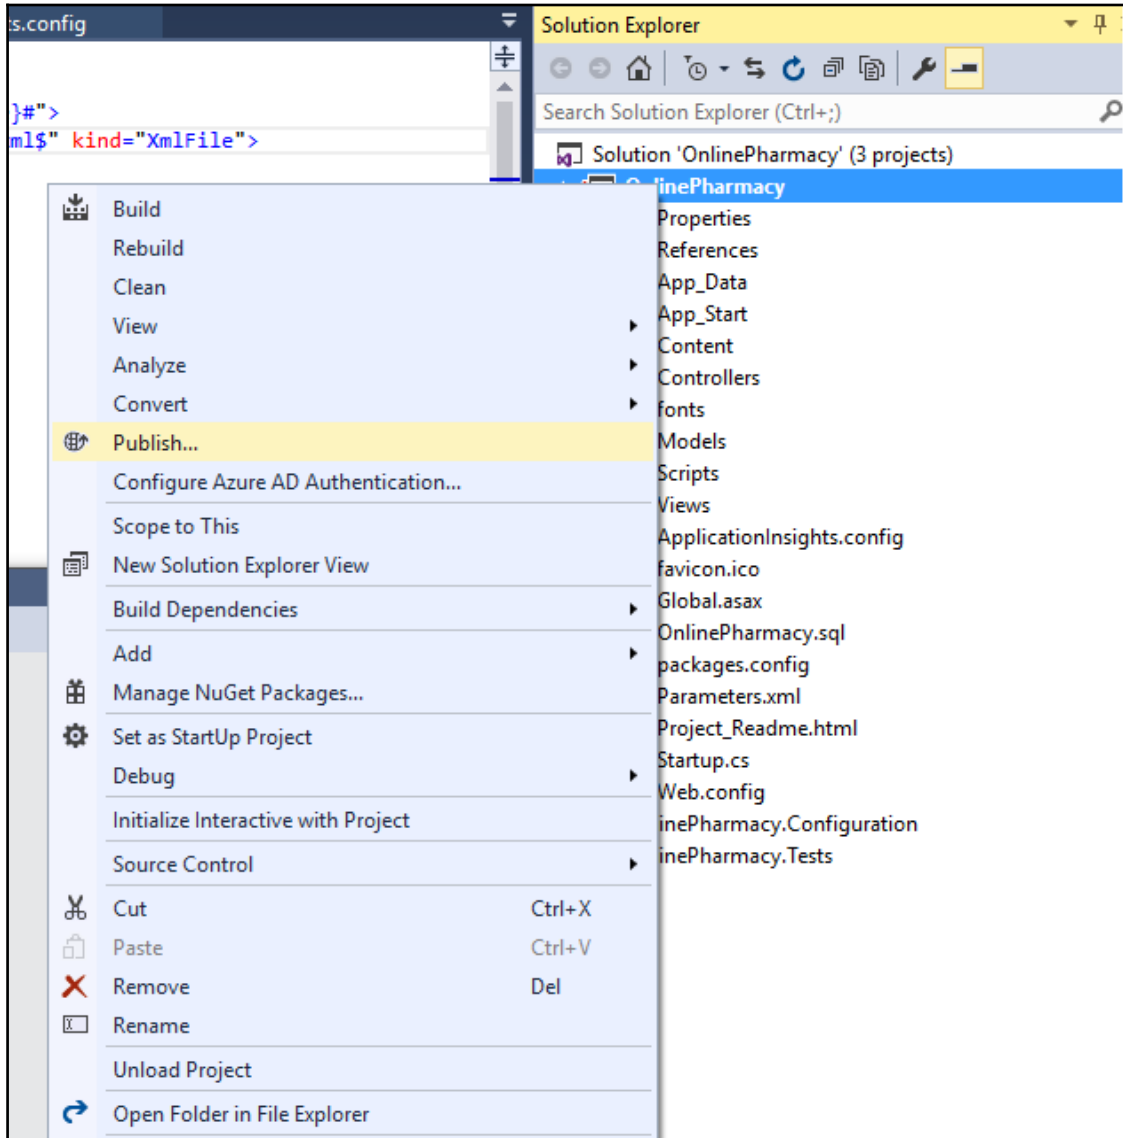 s.config
}#">
ml$" kind="XmlFile">
Solution Explorer
Search Solution Explorer (Ctrl+;)
Solution 'OnlinePharmacy' (3 projects)
inePharmacy
Properties
References
App_Data
App_Start
Content
Controllers
fonts
Models
Scripts
Views
ApplicationInsights.config
favicon.ico
Global.asax
OnlinePharmacy.sql
packages.config
Parameters.xml
Project_Readme.html
Startup.cs
Web.config
inePharmacy.Configuration
inePharmacy.Tests
Build
Rebuild
Clean
View
Analyze
Convert
Publish...
Configure Azure AD Authentication...
Scope to This
New Solution Explorer View
Build Dependencies
Add
Manage NuGet Packages...
Set as StartUp Project
Debug
Initialize Interactive with Project
Source Control
Cut Ctrl+X
Paste Ctrl+V
Remove Del
Rename
Unload Project
Open Folder in File Explorer